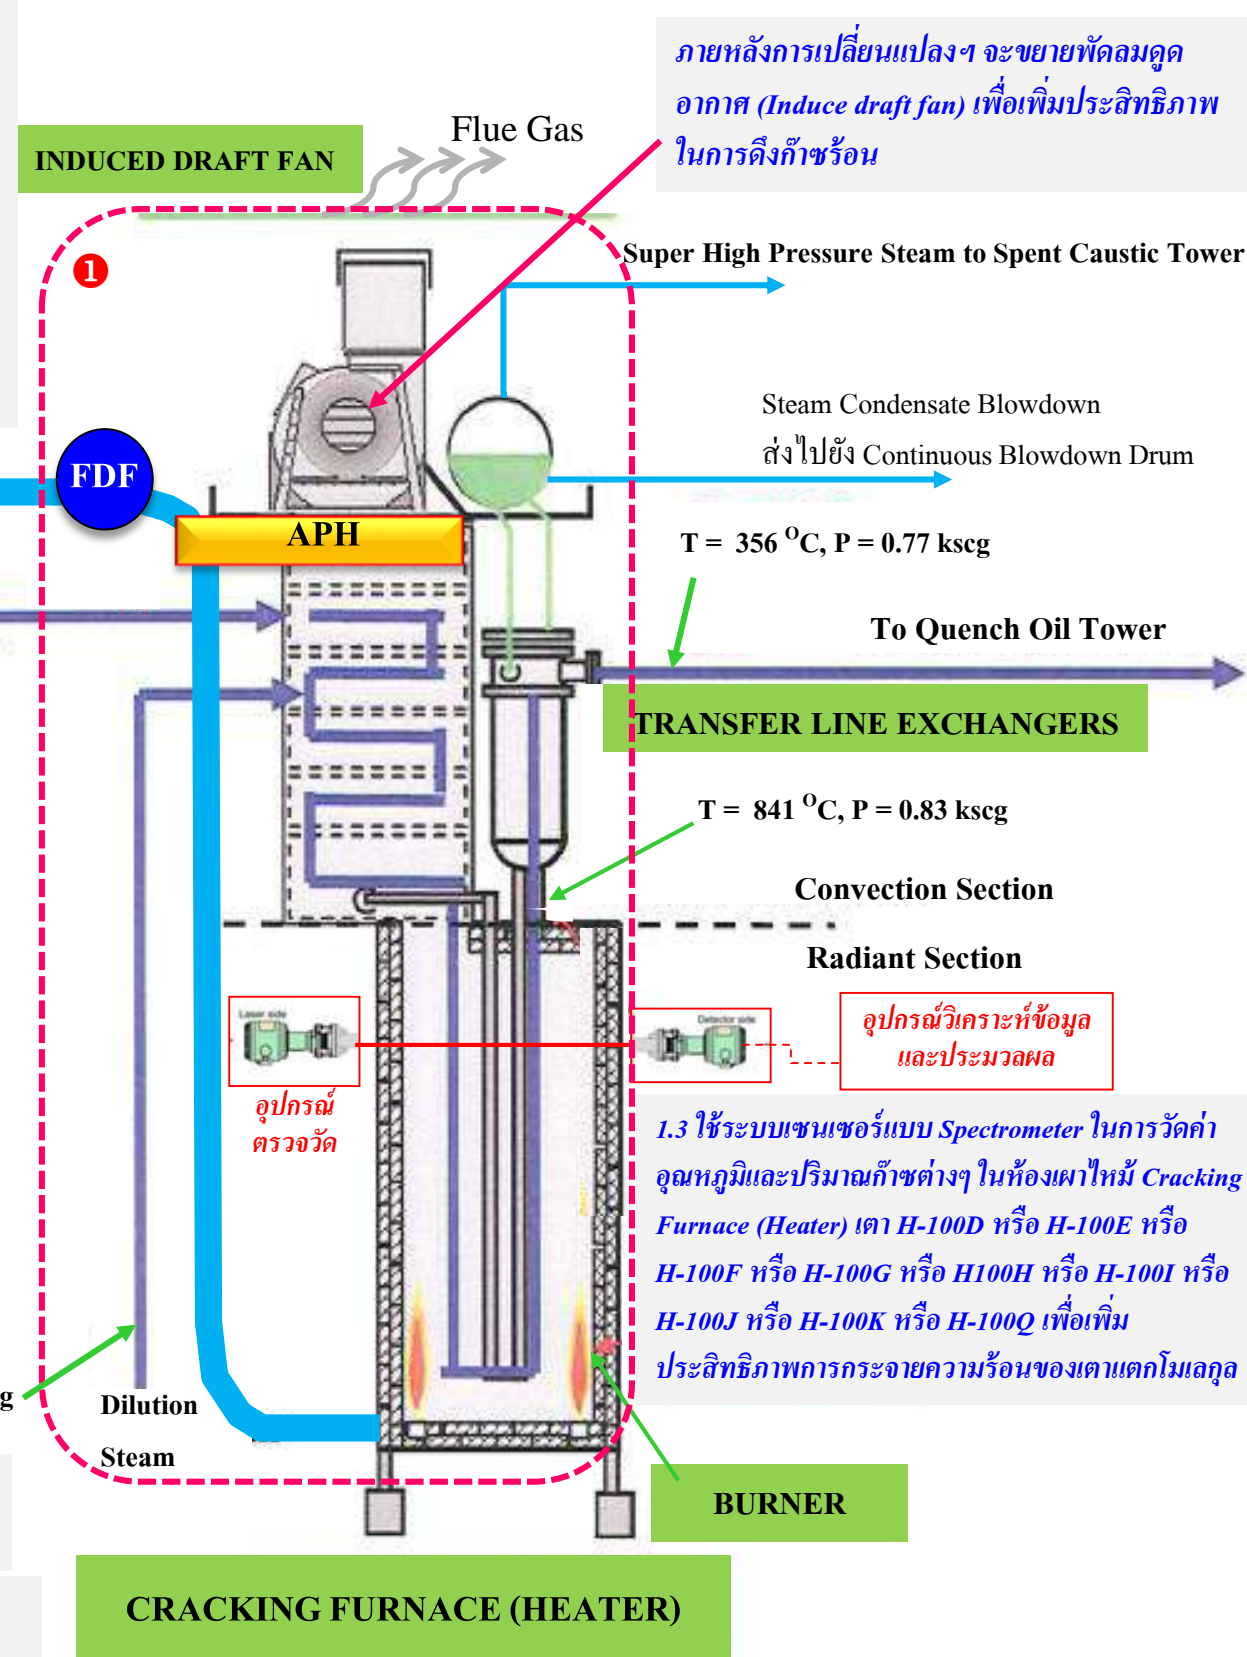 ภายหลังการเปลี่ยนแปลงฯ จะขยายพัดลมดูด
อากาศ (Induce draft fan) เพื่อเพิ่มประสิทธิภาพ
ในการดึงก๊าซร้อน
Flue Gas
INDUCED DRAFT FAN
❶
Super High Pressure Steam to Spent Caustic Tower
Steam Condensate Blowdown
ส่งไปยัง Continuous Blowdown Drum
FDF
APH
T = 356 ᴼC, P = 0.77 kscg
To Quench Oil Tower
TRANSFER LINE EXCHANGERS
T = 841 ᴼC, P = 0.83 kscg
Convection Section
Radiant Section
Laser side
Detector side
อุปกรณ์วิเคราะห์ข้อมูล
และประมวลผล
อุปกรณ์
ตรวจวัด
1.3 ใช้ระบบเซนเซอร์แบบ Spectrometer ในการวัดค่า
อุณหภูมิและปริมาณก๊าซต่างๆ ในห้องเผาไหม้ Cracking
Furnace (Heater) เตา H-100D หรือ H-100E หรือ
H-100F หรือ H-100G หรือ H100H หรือ H-100I หรือ
H-100J หรือ H-100K หรือ H-100Q เพื่อเพิ่ม
ประสิทธิภาพการกระจายความร้อนของเตาแตกโมเลกุล
g
Dilution
Steam
BURNER
CRACKING FURNACE (HEATER)